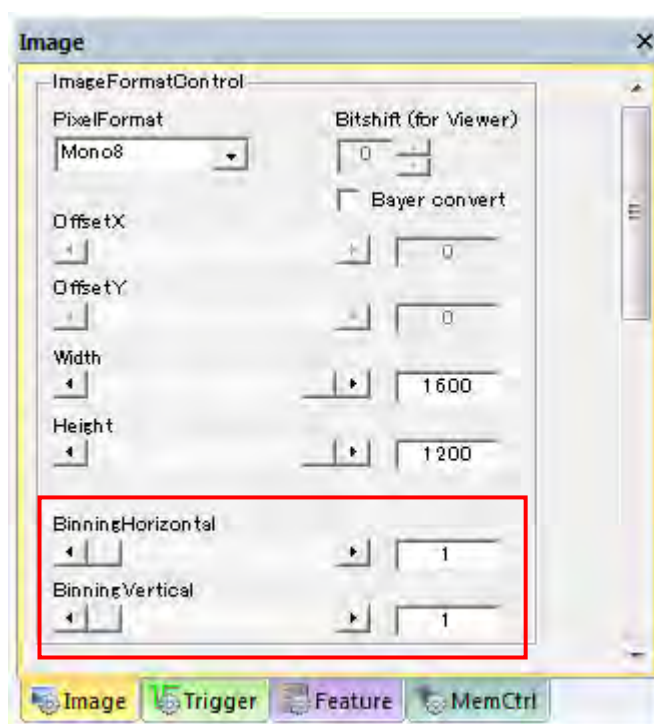 Image
ImageFormatControl
PixelFormat
Bitshift (for Viewer)
Mono8
0
Bayer convert
OffsetX
0
OffsetY
0
Width
1600
Height
1200
BinningHorizontal
1
BinningVertical
1
Image Trigger Feature MemCtrl